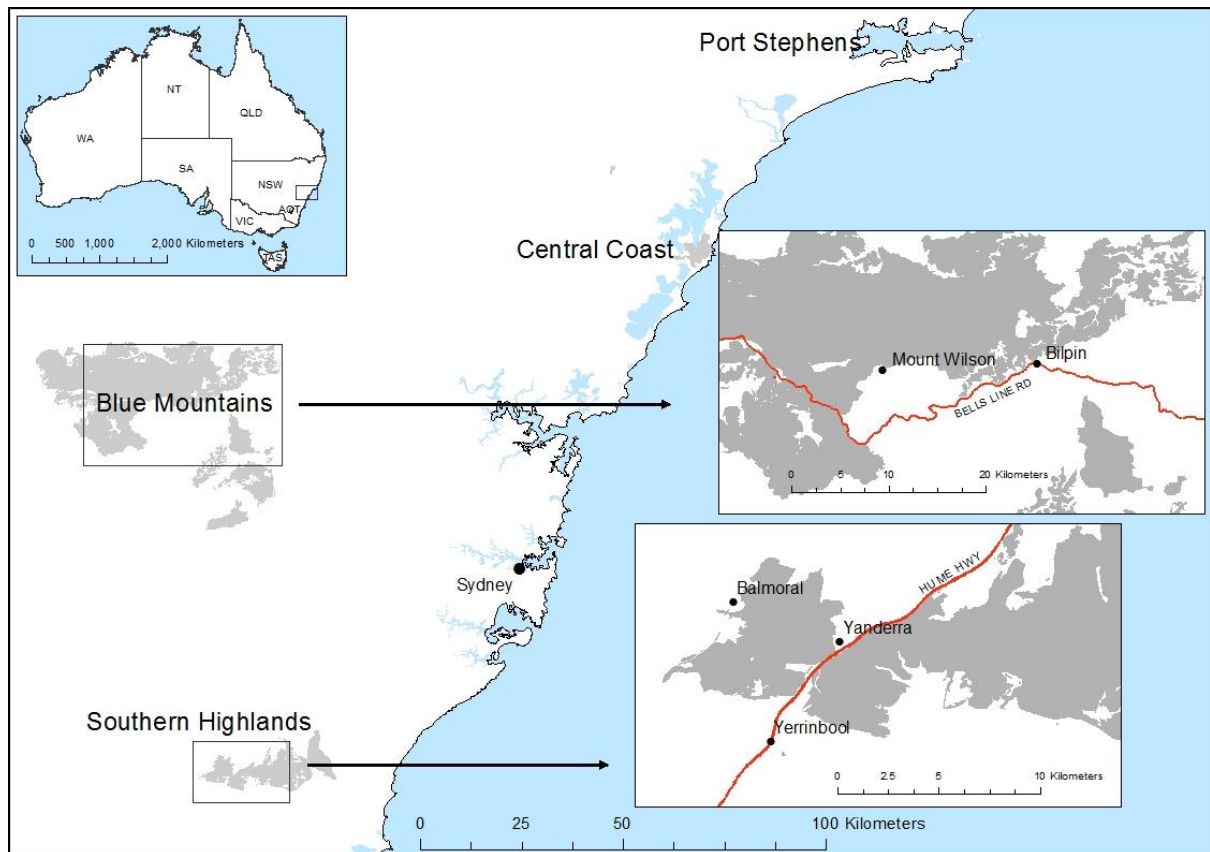 Port Stephens
NT
QLD
WA
SA
NSW
ACT
VIC
0 500 1,000 2,000 Kilometers
TAS
Central Coast
Mount Wilson
Bilpin
BELLS LINE RD
0 5 10 20 Kilometers
Blue Mountains
Sydney
HUME HWY
Balmoral
Yanderra
Yerrinbool
0 2.5 5 10 Kilometers
Southern Highlands
0 25 50 100 Kilometers